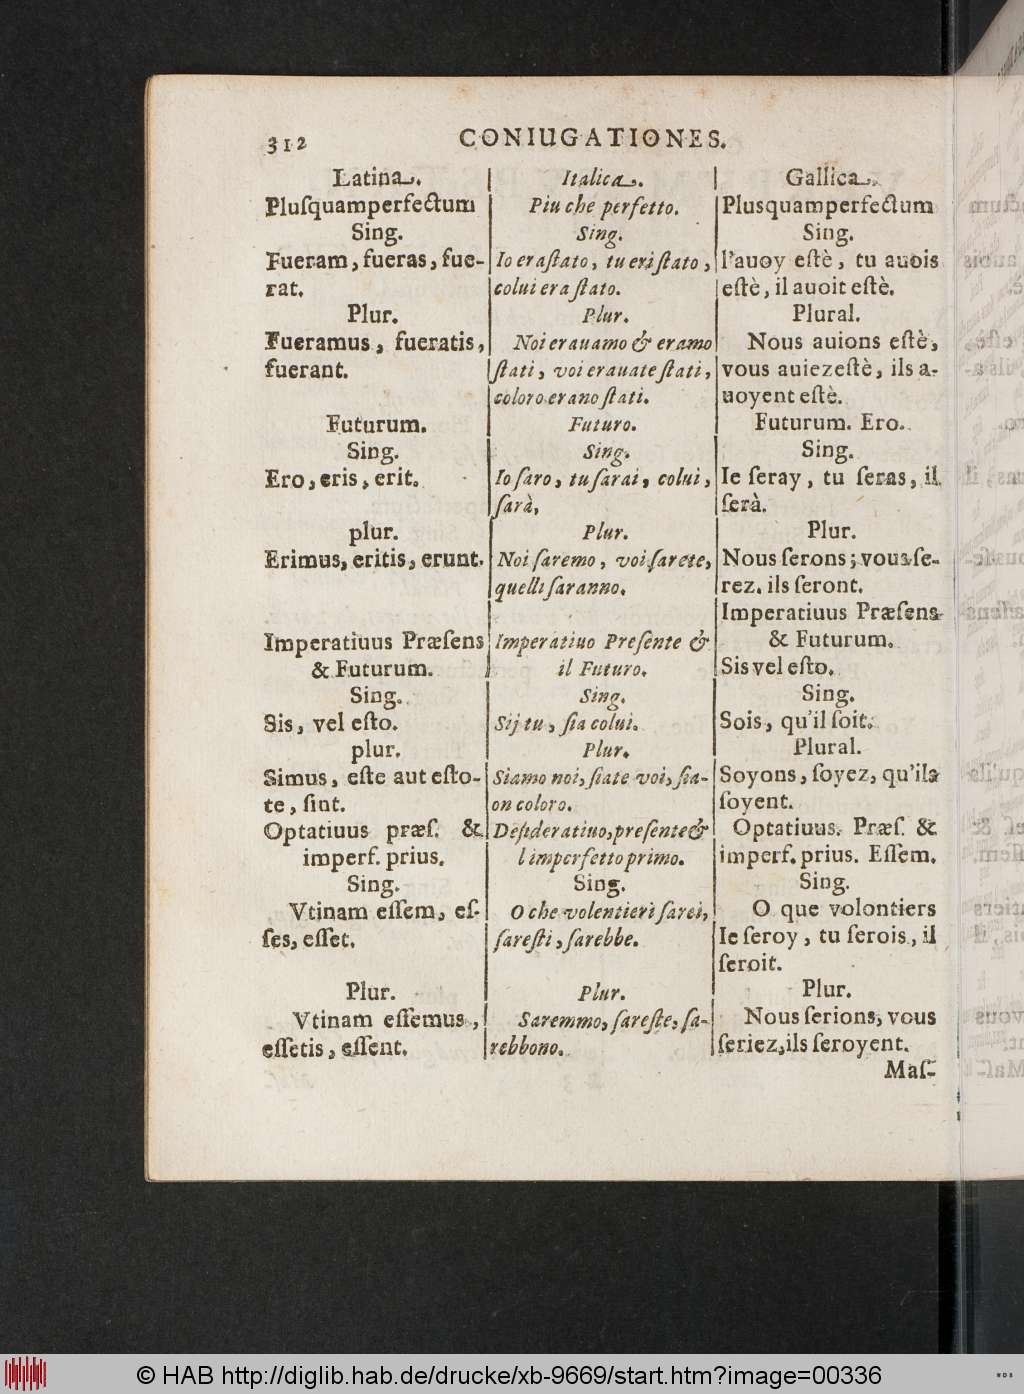 312
CONIUGATIONES.
Latina.
Pluſquamperfectum
Sing.
Fueram, fueras, fue-
rat.
Plur.
Fueramus, fueratis,
fuerant.
Futurum.
Sing.
Ero, eris, erit.
plur.
Erimus, eritis, erunt.
Imperatiuus Præſens
& Futurum.
Sing.
Sis, vel eſto.
plur.
Simus, eſte aut eſto-
te, ſint.
Optatiuus præſ. &
imperf. prius.
Sing.
Vtinam eſſem, eſ-
ſes, eſſet.
Plur.
Vtinam eſſemus,
eſſetis, eſſent.
Italica.
Piu che perfetto.
Sing.
Io era ſtato, tu eri ſtato,
colui era ſtato.
Plur.
Noi erauamo & eramo
ſtati, voi erauate ſtati,
coloro erano ſtati.
Futuro.
Sing.
Io ſaro, tu ſarai, colui,
ſarà,
Plur.
Noi ſaremo, voi ſarete,
quelli ſaranno.
Imperatiuo Preſente &
il Futuro.
Sing.
Sij tu, ſia colui.
Plur.
Siamo noi, ſiate voi, ſia-
on coloro.
Deſideratiuo, preſente &
l imperfetto primo.
Sing.
O che volentieri ſarei,
ſareſti, ſarebbe.
Plur.
Saremmo, ſareſte, ſa-
rebbono.
Gallica.
Plusquamperfectum
Sing.
I'auoy eſtè, tu auois
eſtè, il auoit eſtè.
Plural.
Nous auions eſtè,
vous auiez eſtè, ils a-
uoyent eſtè.
Futurum. Ero.
Sing.
Ie ſeray, tu ſeras, il
ſerà.
Plur.
Nous ſerons; vous ſe-
rez. ils ſeront.
Imperatiuus Præſens
& Futurum.
Sis vel eſto.
Sing.
Sois, qu'il ſoit.
Plural.
Soyons, ſoyez, qu'ils
ſoyent.
Optatiuus. Præſ. &
imperf. prius. Eſſem.
Sing.
O que volontiers
Ie ſeroy, tu ſerois, il
ſeroit.
Plur.
Nous ſerions, vous
ſeriez, ils ſeroyent.
Maſ-
© HAB http://diglib.hab.de/drucke/xb-9669/start.htm?image=00336